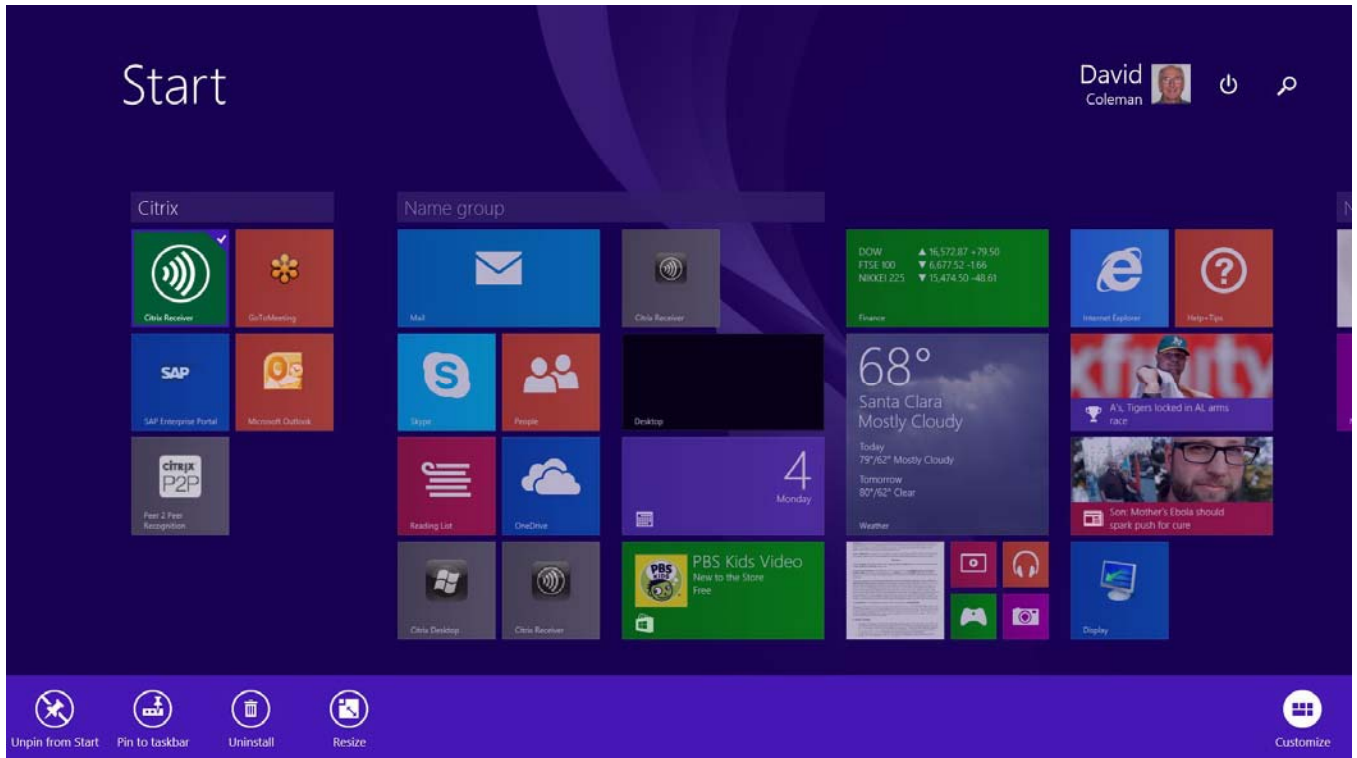 Start
David
Coleman
Citrix
Name group
N
Citrix Receiver
GoToMeeting
SAP
SAP Enterprise Portal
Microsoft Outlook
CITRIX
P2P
Peer 2 Peer
Recognition
Mail
Citrix Receiver
S
Skype
People
Desktop
Reading List
OneDrive
4
Monday
Citrix Desktop
Citrix Receiver
PBS
KIDS
PBS Kids Video
New to the Store
Free
DOW ▲ 16,572.87 +79.50
FTSE 100 ▼ 6,677.52 -1.66
NIKKEI 225 ▼ 15,474.50 -48.61
Finance
68°
Santa Clara
Mostly Cloudy
Today
79°/62° Mostly Cloudy
Tomorrow
80°/62° Clear
Weather
Internet Explorer
?
Help+Tips
xfinity
A's, Tigers locked in AL arms
race
Son: Mother's Ebola should
spark push for cure
Display
Unpin from Start
Pin to taskbar
Uninstall
Resize
Customize